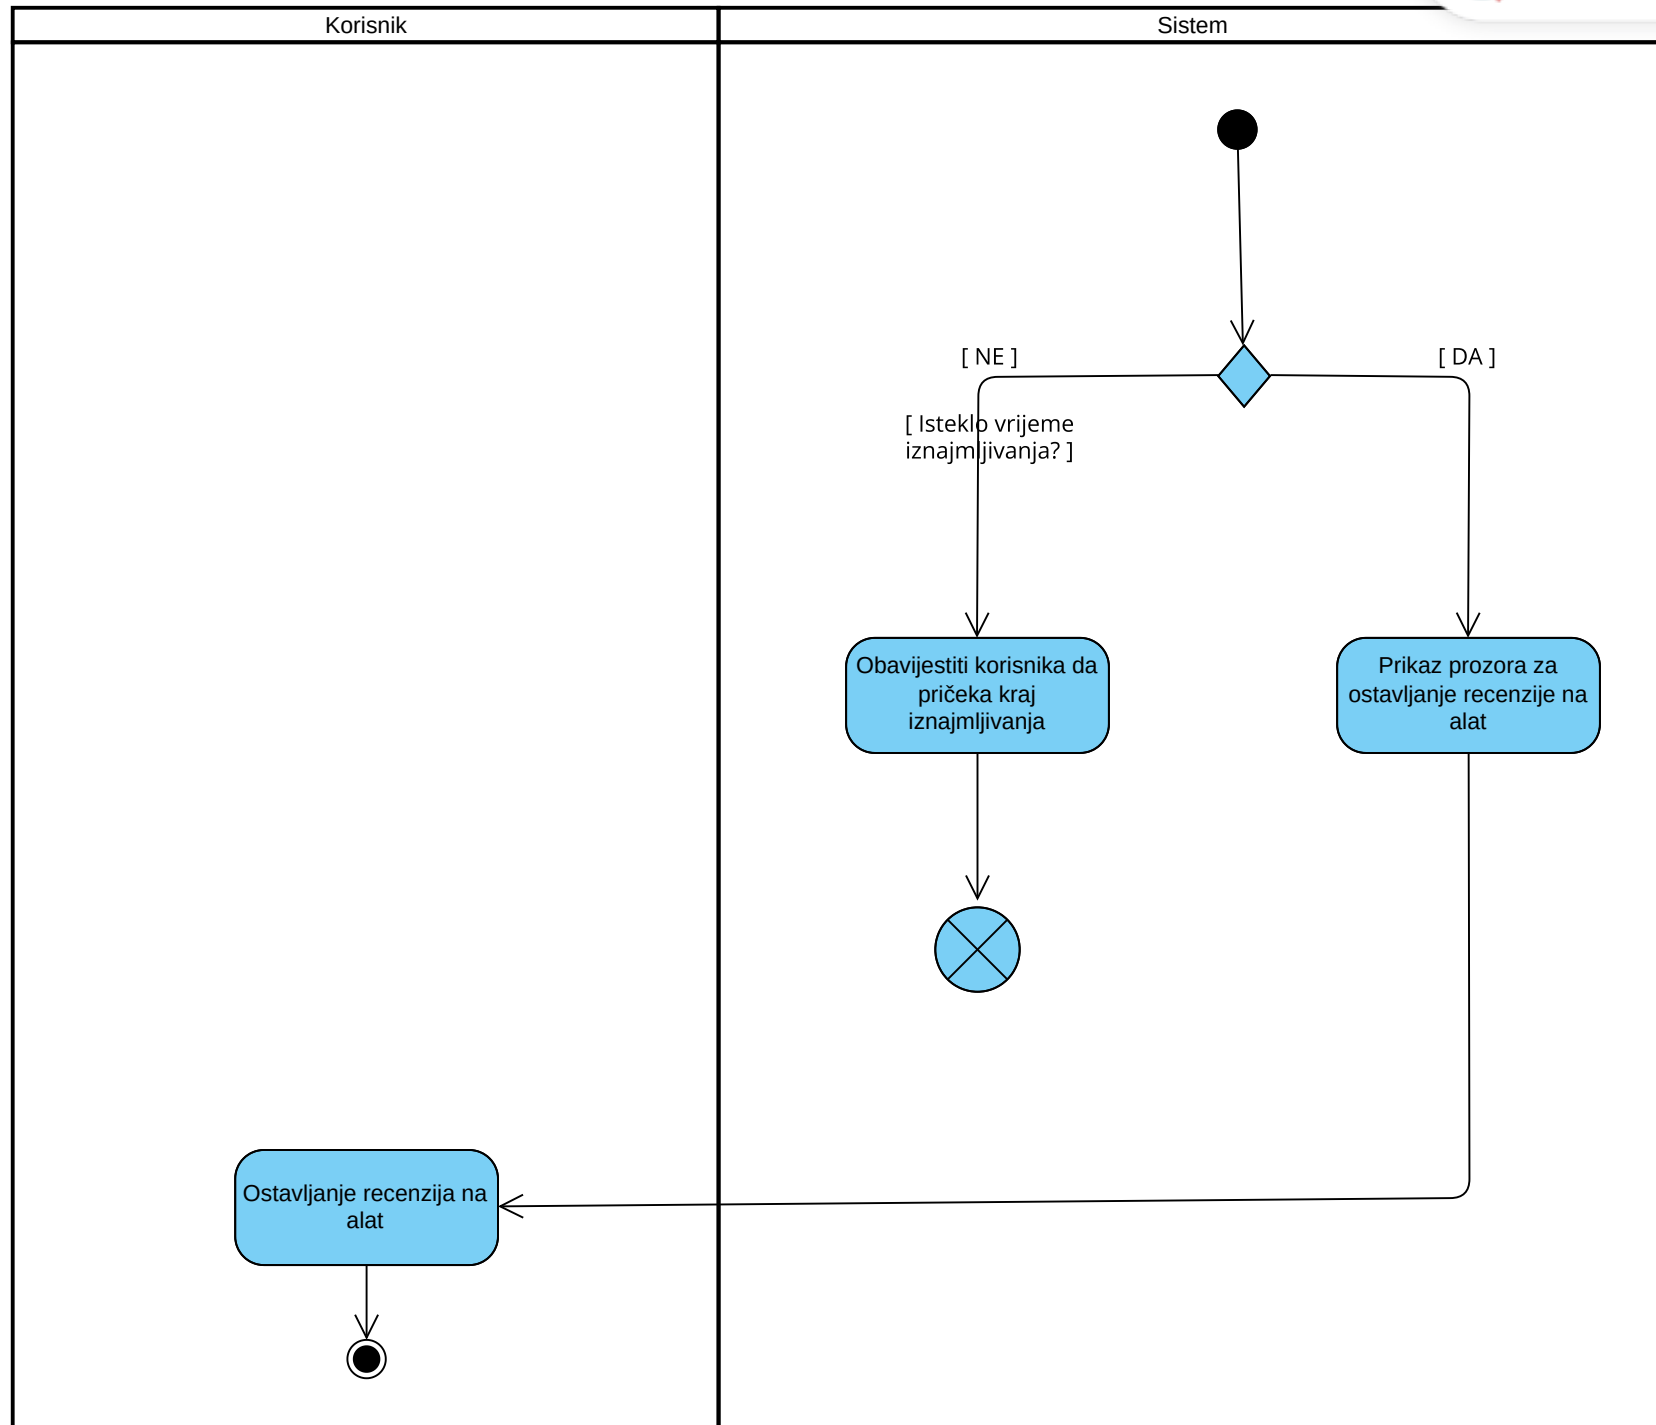 Korisnik
Sistem
[ NE ]
[ DA ]
[ Isteklo vrijeme
iznajmljivanja? ]
Obavijestiti korisnika da
pričeka kraj
iznajmljivanja
Prikaz prozora za
ostavljanje recenzije na
alat
Ostavljanje recenzija na
alat